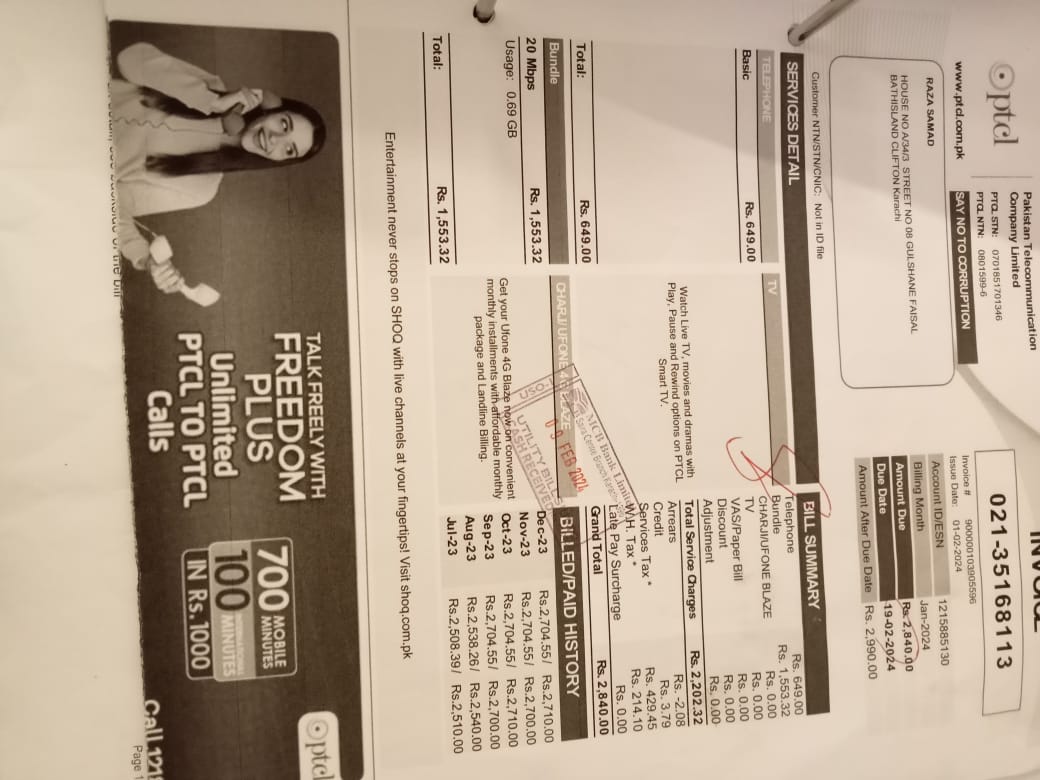 ptcl
www.ptcl.com.pk
Pakistan Telecommunication
Company Limited
PTCL STN: 0701851701346
PTCL NTN: 0801599-6
SAY NO TO CORRUPTION
RAZA SAMAD
HOUSE NO A/34/3 STREET NO 08 GULSHANE FAISAL
BATHISLAND CLIFTON Karachi
Customer NTN/STN/CNIC: Not in ID file
021-35168113
Invoice # 900000103905596
Issue Date: 01-02-2024
Account ID/ESN 1215885130
Billing Month Jan-2024
Amount Due Rs. 2,840.00
Due Date 19-02-2024
Amount After Due Date Rs. 2,990.00
SERVICES DETAIL
TELEPHONE
Basic Rs. 649.00
Total: Rs. 649.00
Bundle
20 Mbps Rs. 1,553.32
Usage: 0.69 GB
Total: Rs. 1,553.32
TV
Watch Live TV, movies and dramas with
Play, Pause and Rewind options on PTCL
Smart TV.
CHARJI/UFONE 4G BLAZE
Get your Ufone 4G Blaze now on convenient
monthly installments with affordable monthly
package and Landline Billing.
MCB Bank Limited
09 FEB 2024
UTILITY BILLS
CASH RECEIVED
BILL SUMMARY
Telephone Rs. 649.00
Bundle Rs. 1,553.32
CHARJI/UFONE BLAZE Rs. 0.00
TV Rs. 0.00
VAS/Paper Bill Rs. 0.00
Discount Rs. 0.00
Adjustment Rs. 0.00
Total Service Charges Rs. 2,202.32
Arrears Rs. -2.08
Credit Rs. 3.79
Services Tax * Rs. 429.45
W.H. Tax * Rs. 214.10
Late Pay Surcharge Rs. 0.00
Grand Total Rs. 2,840.00
BILLED/PAID HISTORY
Dec-23 Rs.2,704.55/ Rs.2,710.00
Nov-23 Rs.2,704.55/ Rs.2,700.00
Oct-23 Rs.2,704.55/ Rs.2,710.00
Sep-23 Rs.2,704.55/ Rs.2,700.00
Aug-23 Rs.2,538.26/ Rs.2,540.00
Jul-23 Rs.2,508.39/ Rs.2,510.00
Entertainment never stops on SHOQ with live channels at your fingertips! Visit shoq.com.pk
TALK FREELY WITH
FREEDOM
PLUS
Unlimited
PTCL TO PTCL
Calls
700 MOBILE
MINUTES
100 MINUTES
IN Rs. 1000
ptcl
Call 121
Page 1